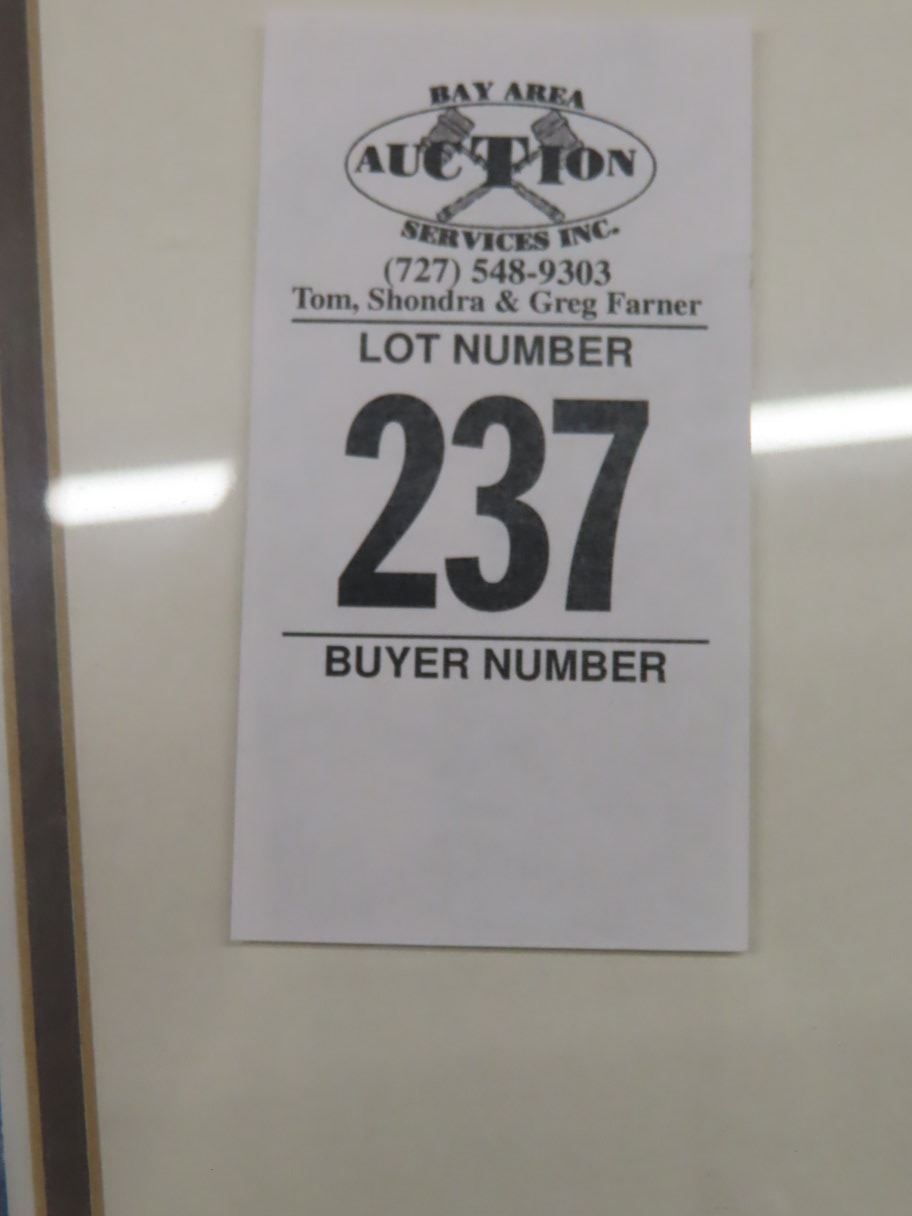 BAY AREA
AUCTION
SERVICES INC.
(727) 548-9303
Tom, Shondra & Greg Farner
LOT NUMBER
237
BUYER NUMBER